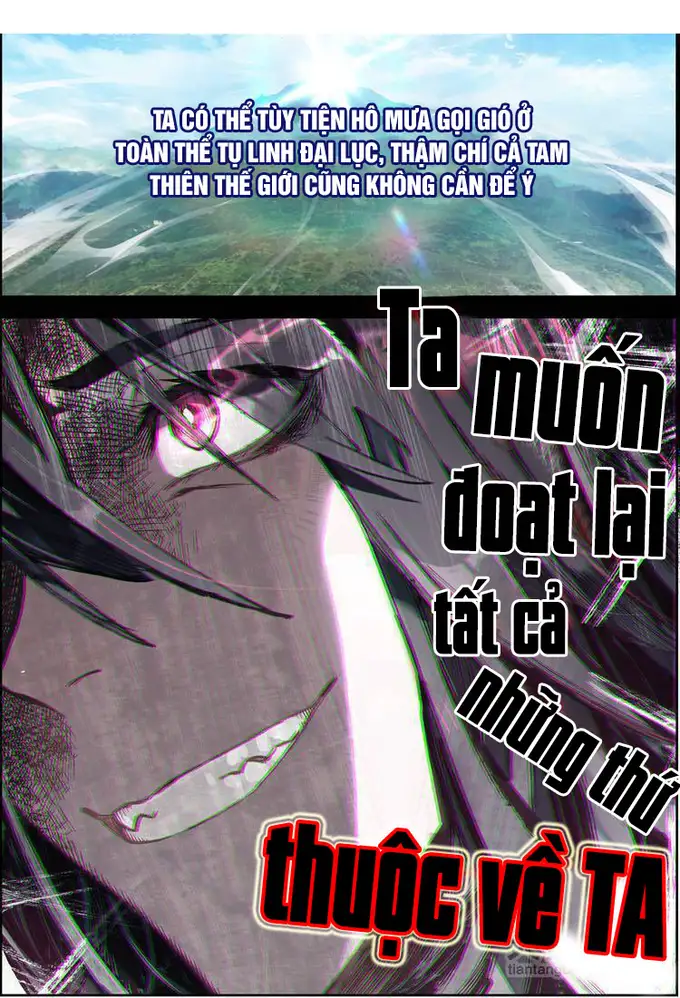 TA CÓ THỂ TÙY TIỆN HÔ MƯA GỌI GIÓ Ở
TOÀN THỂ TỤ LINH ĐẠI LỤC, THẬM CHÍ CẢ TAM
THIÊN THẾ GIỚI CŨNG KHÔNG CẦN ĐỂ Ý
Ta
muốn
đoạt lại
tất cả
những thứ
thuộc về TA